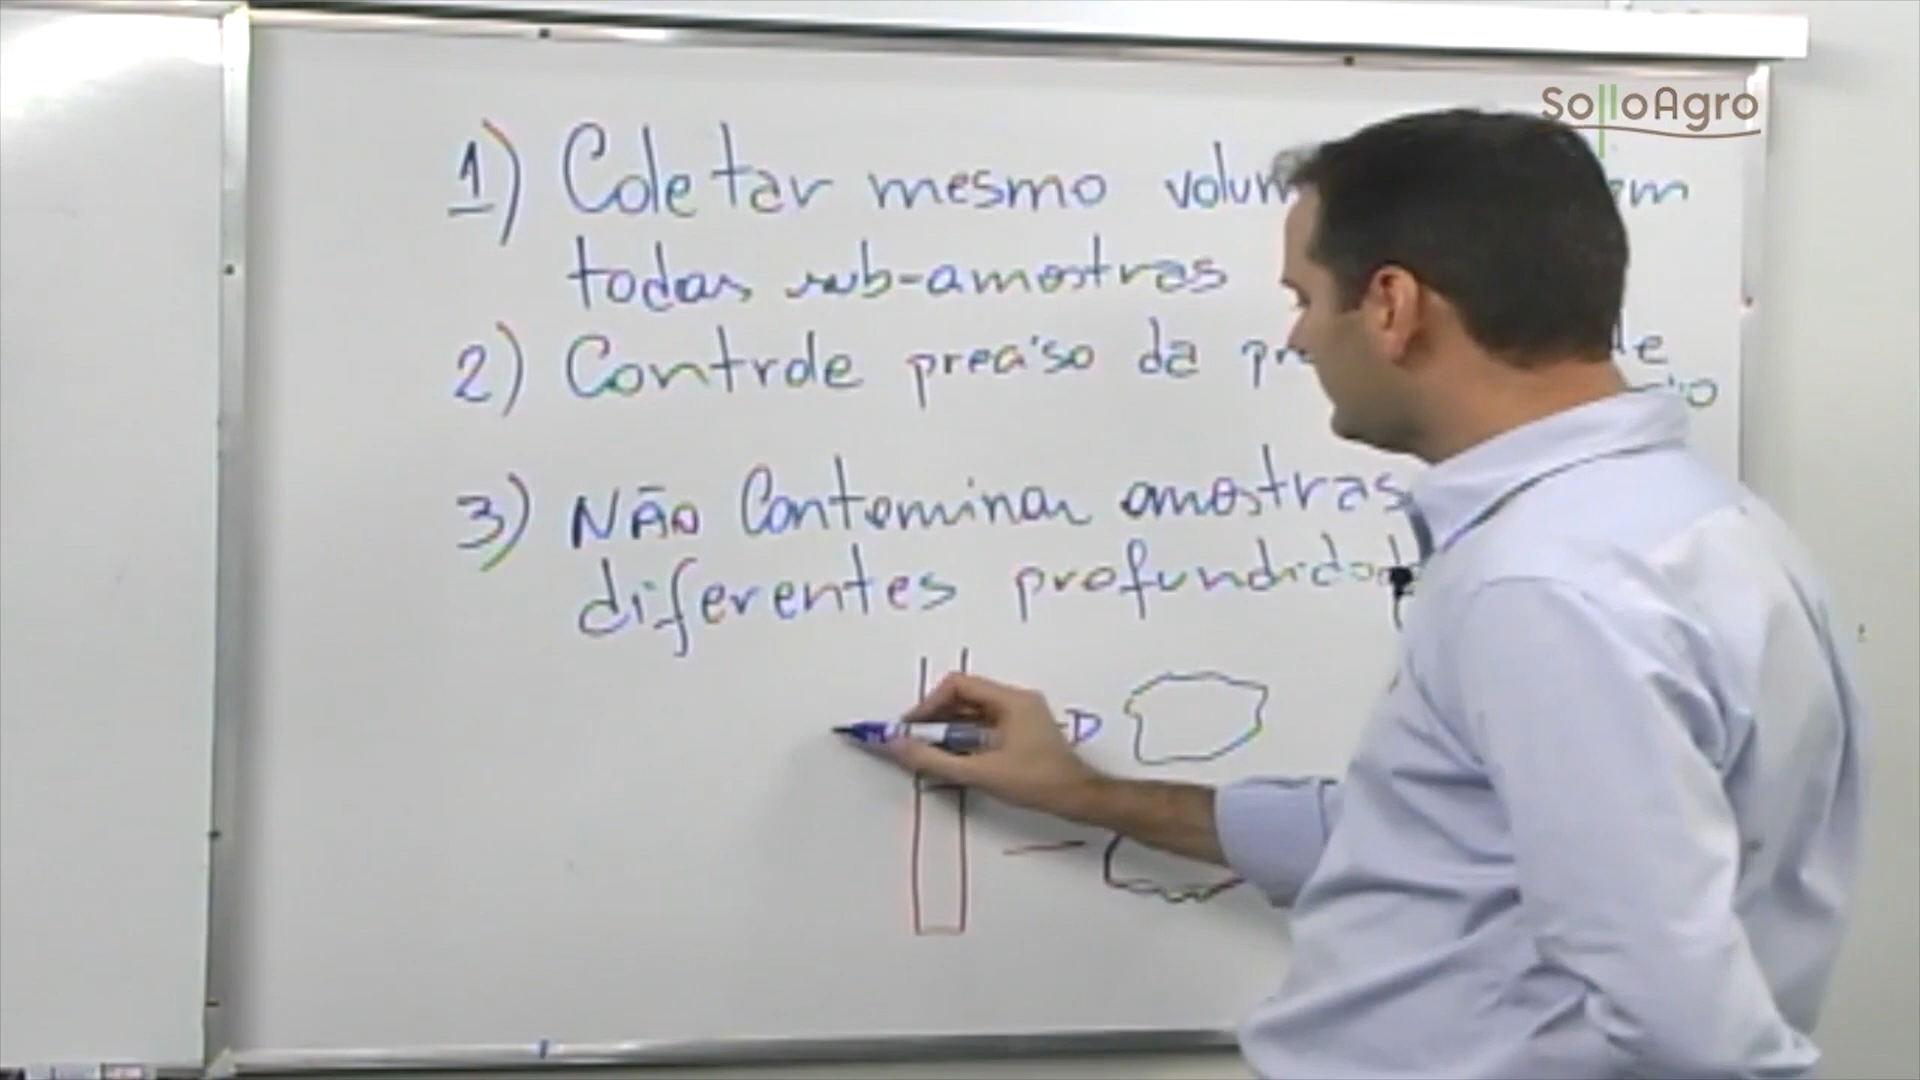 SolloAgro
1) Coletar mesmo volum em
todas sub-amostras
2) Controle preciso da pr de
3) NÃO Contaminar amostras
diferentes profundidad